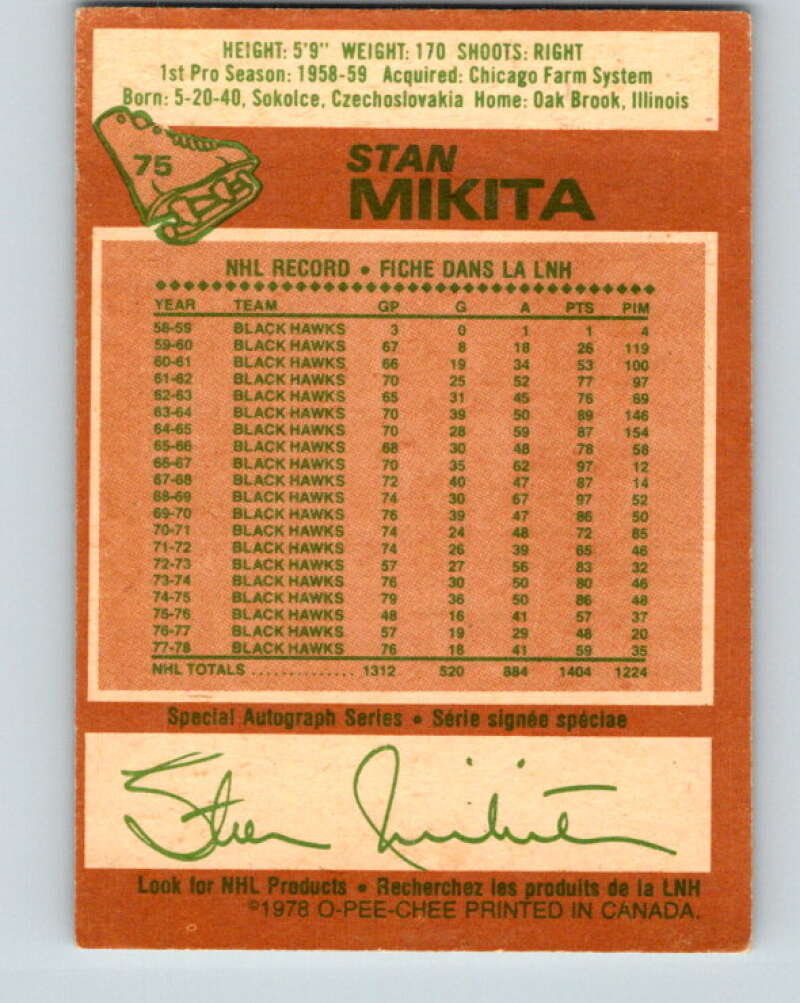 HEIGHT: 5'9" WEIGHT: 170 SHOOTS: RIGHT
1st Pro Season: 1958-59 Acquired: Chicago Farm System
Born: 5-20-40, Sokolce, Czechoslovakia Home: Oak Brook, Illinois
75
STAN
MIKITA
NHL RECORD • FICHE DANS LA LNH
YEAR TEAM GP G A PTS PIM
58-59 BLACK HAWKS 3 0 1 1 4
59-60 BLACK HAWKS 67 8 18 26 119
60-61 BLACK HAWKS 66 19 34 53 100
61-62 BLACK HAWKS 70 25 52 77 97
62-63 BLACK HAWKS 65 31 45 76 69
63-64 BLACK HAWKS 70 39 50 89 146
64-65 BLACK HAWKS 70 28 59 87 154
65-66 BLACK HAWKS 68 30 48 78 58
66-67 BLACK HAWKS 70 35 62 97 12
67-68 BLACK HAWKS 72 40 47 87 14
68-69 BLACK HAWKS 74 30 67 97 52
69-70 BLACK HAWKS 76 39 47 86 50
70-71 BLACK HAWKS 74 24 48 72 85
71-72 BLACK HAWKS 74 26 39 65 46
72-73 BLACK HAWKS 57 27 56 83 32
73-74 BLACK HAWKS 76 30 50 80 46
74-75 BLACK HAWKS 79 36 50 86 48
75-76 BLACK HAWKS 48 16 41 57 37
76-77 BLACK HAWKS 57 19 29 48 20
77-78 BLACK HAWKS 76 18 41 59 35
NHL TOTALS .............. 1312 520 884 1404 1224
Special Autograph Series • Série signée spéciae
Stan Mikita
Look for NHL Products • Recherchez les produits de la LNH
©1978 O-PEE-CHEE PRINTED IN CANADA.